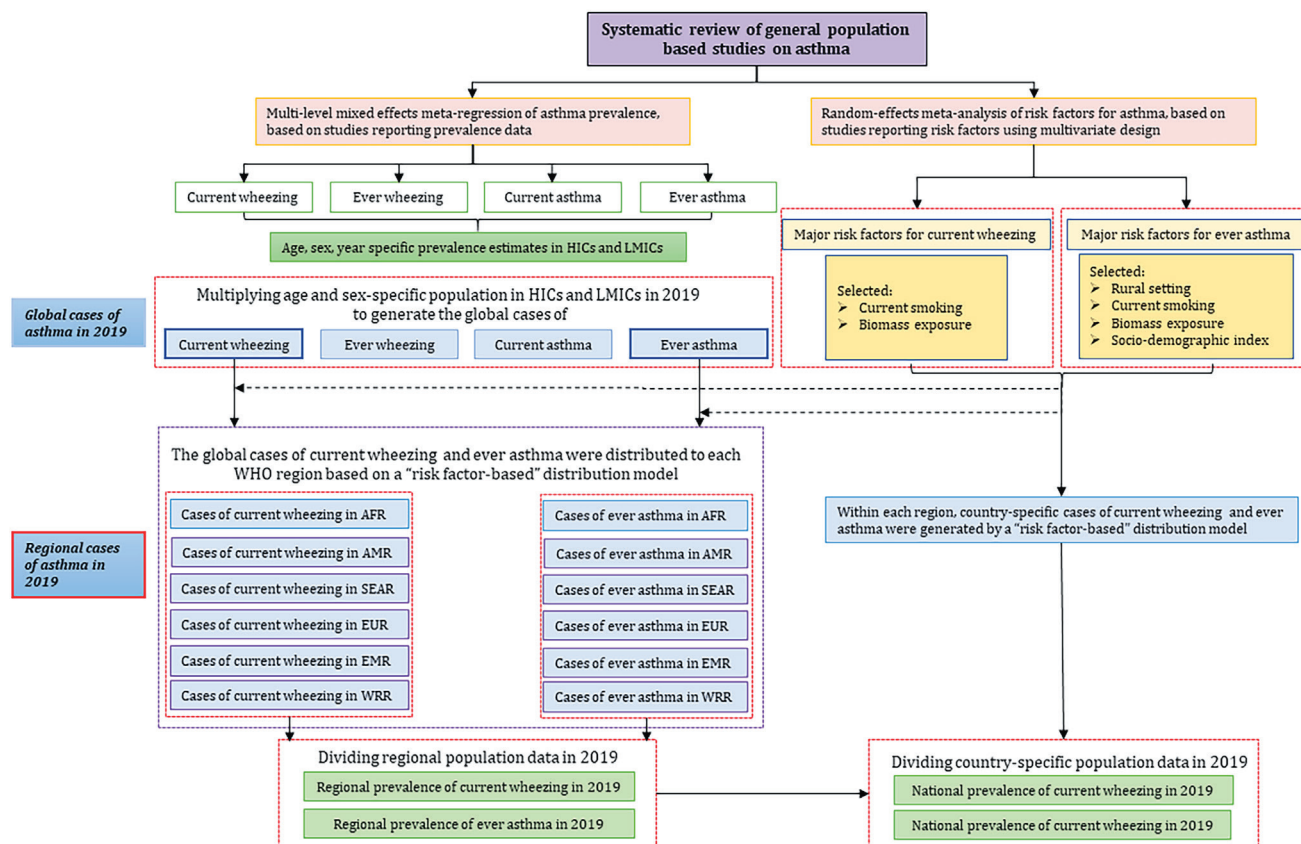 Systematic review of general population
based studies on asthma
Multi-level mixed effects meta-regression of asthma prevalence,
based on studies reporting prevalence data
Random-effects meta-analysis of risk factors for asthma, based on
studies reporting risk factors using multivariate design
Current wheezing
Ever wheezing
Current asthma
Ever asthma
Age, sex, year specific prevalence estimates in HICs and LMICs
Major risk factors for current wheezing
Selected:
➢ Current smoking
➢ Biomass exposure
Major risk factors for ever asthma
Selected:
➢ Rural setting
➢ Current smoking
➢ Biomass exposure
➢ Socio-demographic index
Global cases of
asthma in 2019
Multiplying age and sex-specific population in HICs and LMICs in 2019
to generate the global cases of
Current wheezing
Ever wheezing
Current asthma
Ever asthma
The global cases of current wheezing and ever asthma were distributed to each
WHO region based on a “risk factor-based” distribution model
Regional cases
of asthma in
2019
Cases of current wheezing in AFR
Cases of current wheezing in AMR
Cases of current wheezing in SEAR
Cases of current wheezing in EUR
Cases of current wheezing in EMR
Cases of current wheezing in WRR
Cases of ever asthma in AFR
Cases of ever asthma in AMR
Cases of ever asthma in SEAR
Cases of ever asthma in EUR
Cases of ever asthma in EMR
Cases of ever asthma in WRR
Within each region, country-specific cases of current wheezing and ever
asthma were generated by a “risk factor-based” distribution model
Dividing regional population data in 2019
Regional prevalence of current wheezing in 2019
Regional prevalence of ever asthma in 2019
Dividing country-specific population data in 2019
National prevalence of current wheezing in 2019
National prevalence of current wheezing in 2019